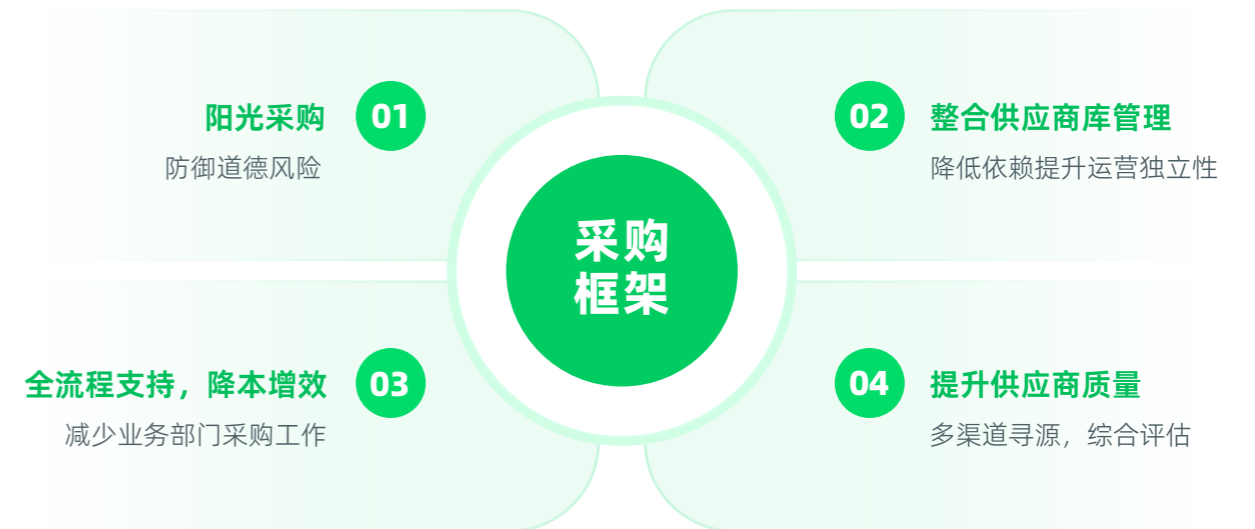 01
阳光采购
防御道德风险
02
整合供应商库管理
降低依赖提升运营独立性
采购
框架
03
全流程支持，降本增效
减少业务部门采购工作
04
提升供应商质量
多渠道寻源，综合评估